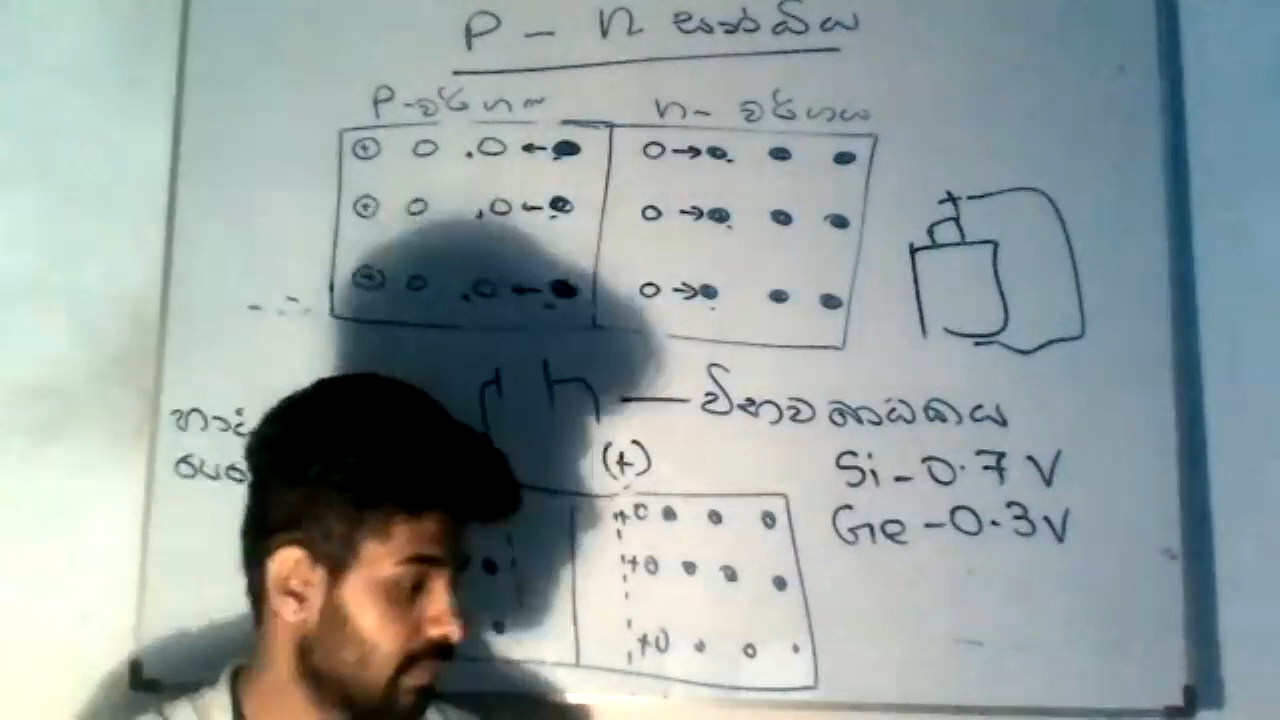 P - n සන්ධිය
P-වර්ගය
n- වර්ගය
විභව බාධකය
(+)
Si - 0.7 V
Ge - 0.3 V